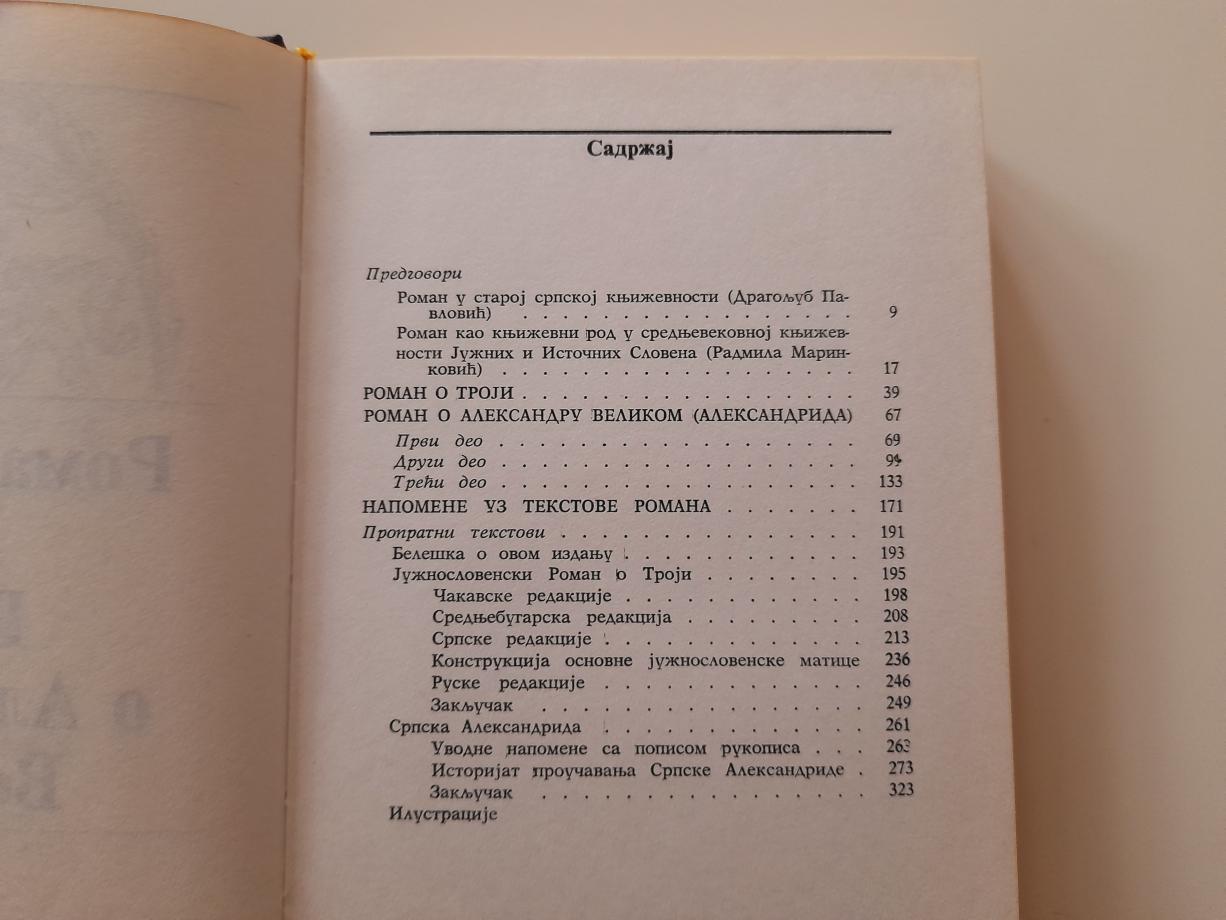 Садржај
Предговори
Роман у старој српској књижевности (Драгољуб Па-
вловић) . . . . . . . . . . . . . . . . . 9
Роман као књижевни род у средњевековној књижев-
ности Јужних и Источних Словена (Радмила Марин-
ковић) . . . . . . . . . . . . . . . . . . 17
РОМАН О ТРОЈИ . . . . . . . . . . . . . . . . . 39
РОМАН О АЛЕКСАНДРУ ВЕЛИКОМ (АЛЕКСАНДРИДА) 67
Први део . . . . . . . . . . . . . . . . . . 69
Други део . . . . . . . . . . . . . . . . . .
Трећи део . . . . . . . . . . . . . . . . . . 133
НАПОМЕНЕ УЗ ТЕКСТОВЕ РОМАНА . . . . . . . 171
Пропратни текстови . . . . . . . . . . . . . . . 191
Белешка о овом издању . . . . . . . . . . . . 193
Јужнословенски Роман о Троји . . . . . . . . 195
Чакавске редакције . . . . . . . . . . . . 198
Средњебугарска редакција . . . . . . . . . 208
Српске редакције . . . . . . . . . . . . . 213
Конструкција основне јужнословенске матице 236
Руске редакције . . . . . . . . . . . . . 246
Закључак . . . . . . . . . . . . . . . . 249
Српска Александрида . . . . . . . . . . . . . 261
Уводне напомене са пописом рукописа . . . 263
Историјат проучавања Српске Александриде . 273
Закључак . . . . . . . . . . . . . . . . 323
Илустрације